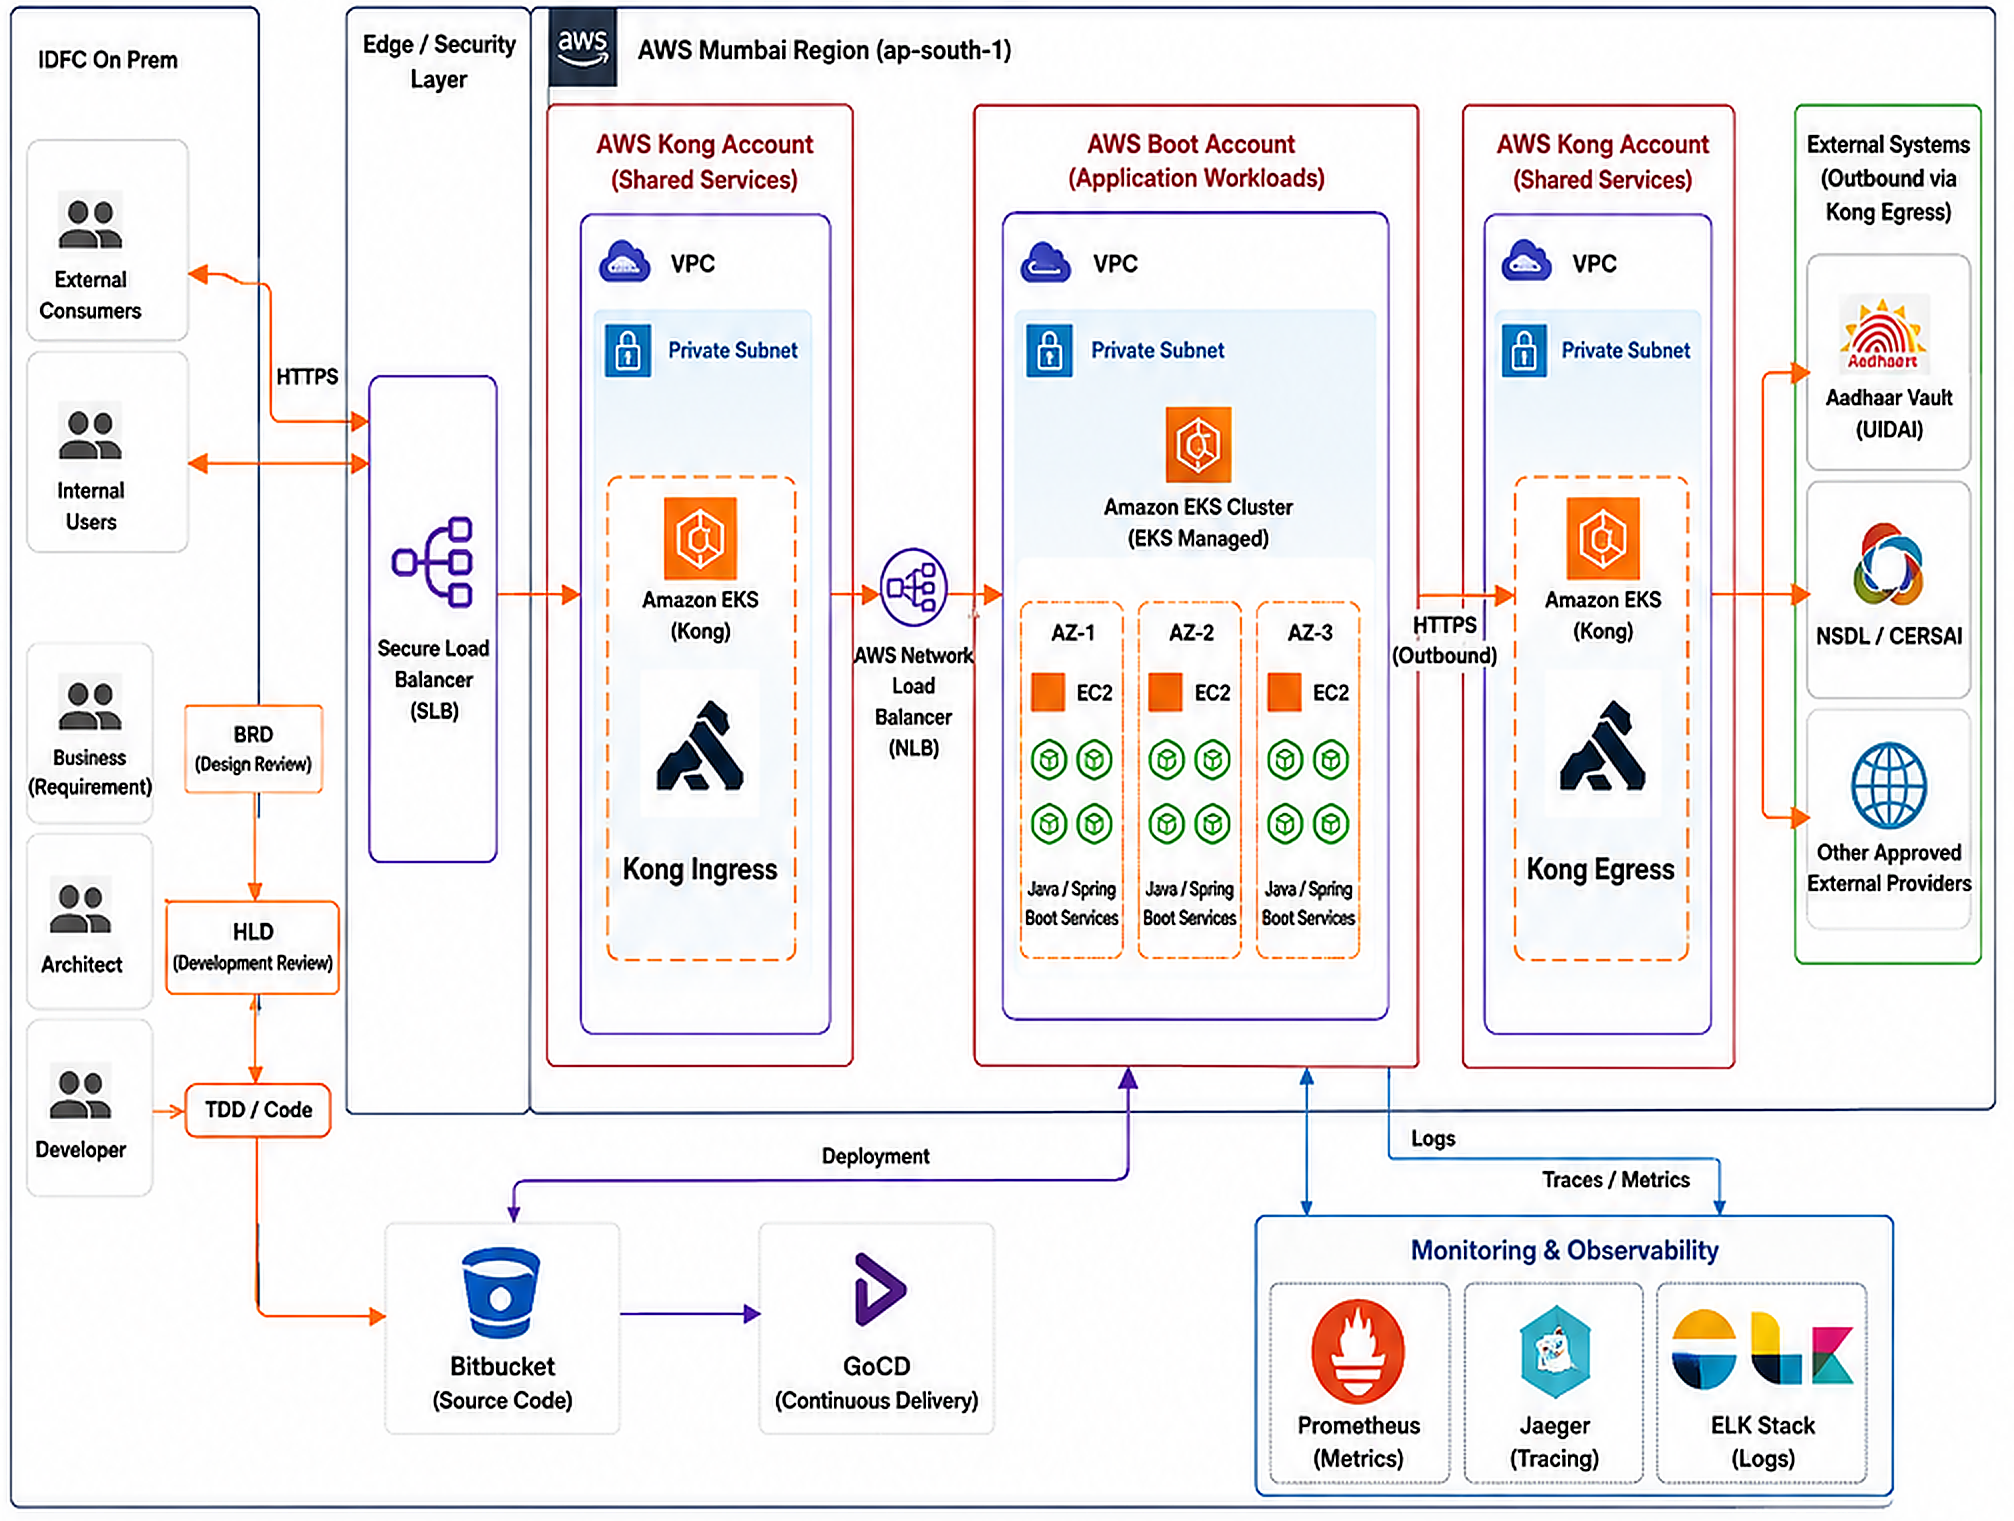 IDFC On Prem
External
Consumers
Internal
Users
Business
(Requirement)
Architect
Developer
BRD
(Design Review)
HLD
(Development Review)
TDD / Code
HTTPS
Edge / Security
Layer
Secure Load
Balancer
(SLB)
aws
AWS Mumbai Region (ap-south-1)
AWS Kong Account
(Shared Services)
VPC
Private Subnet
Amazon EKS
(Kong)
Kong Ingress
AWS Network
Load
Balancer
(NLB)
AWS Boot Account
(Application Workloads)
VPC
Private Subnet
Amazon EKS Cluster
(EKS Managed)
AZ-1
EC2
Java / Spring
Boot Services
AZ-2
EC2
Java / Spring
Boot Services
AZ-3
EC2
Java / Spring
Boot Services
HTTPS
(Outbound)
AWS Kong Account
(Shared Services)
VPC
Private Subnet
Amazon EKS
(Kong)
Kong Egress
External Systems
(Outbound via
Kong Egress)
Aadhaart
Aadhaar Vault
(UIDAI)
NSDL / CERSAI
Other Approved
External Providers
Deployment
Logs
Traces / Metrics
Bitbucket
(Source Code)
GoCD
(Continuous Delivery)
Monitoring & Observability
Prometheus
(Metrics)
Jaeger
(Tracing)
ELK Stack
(Logs)